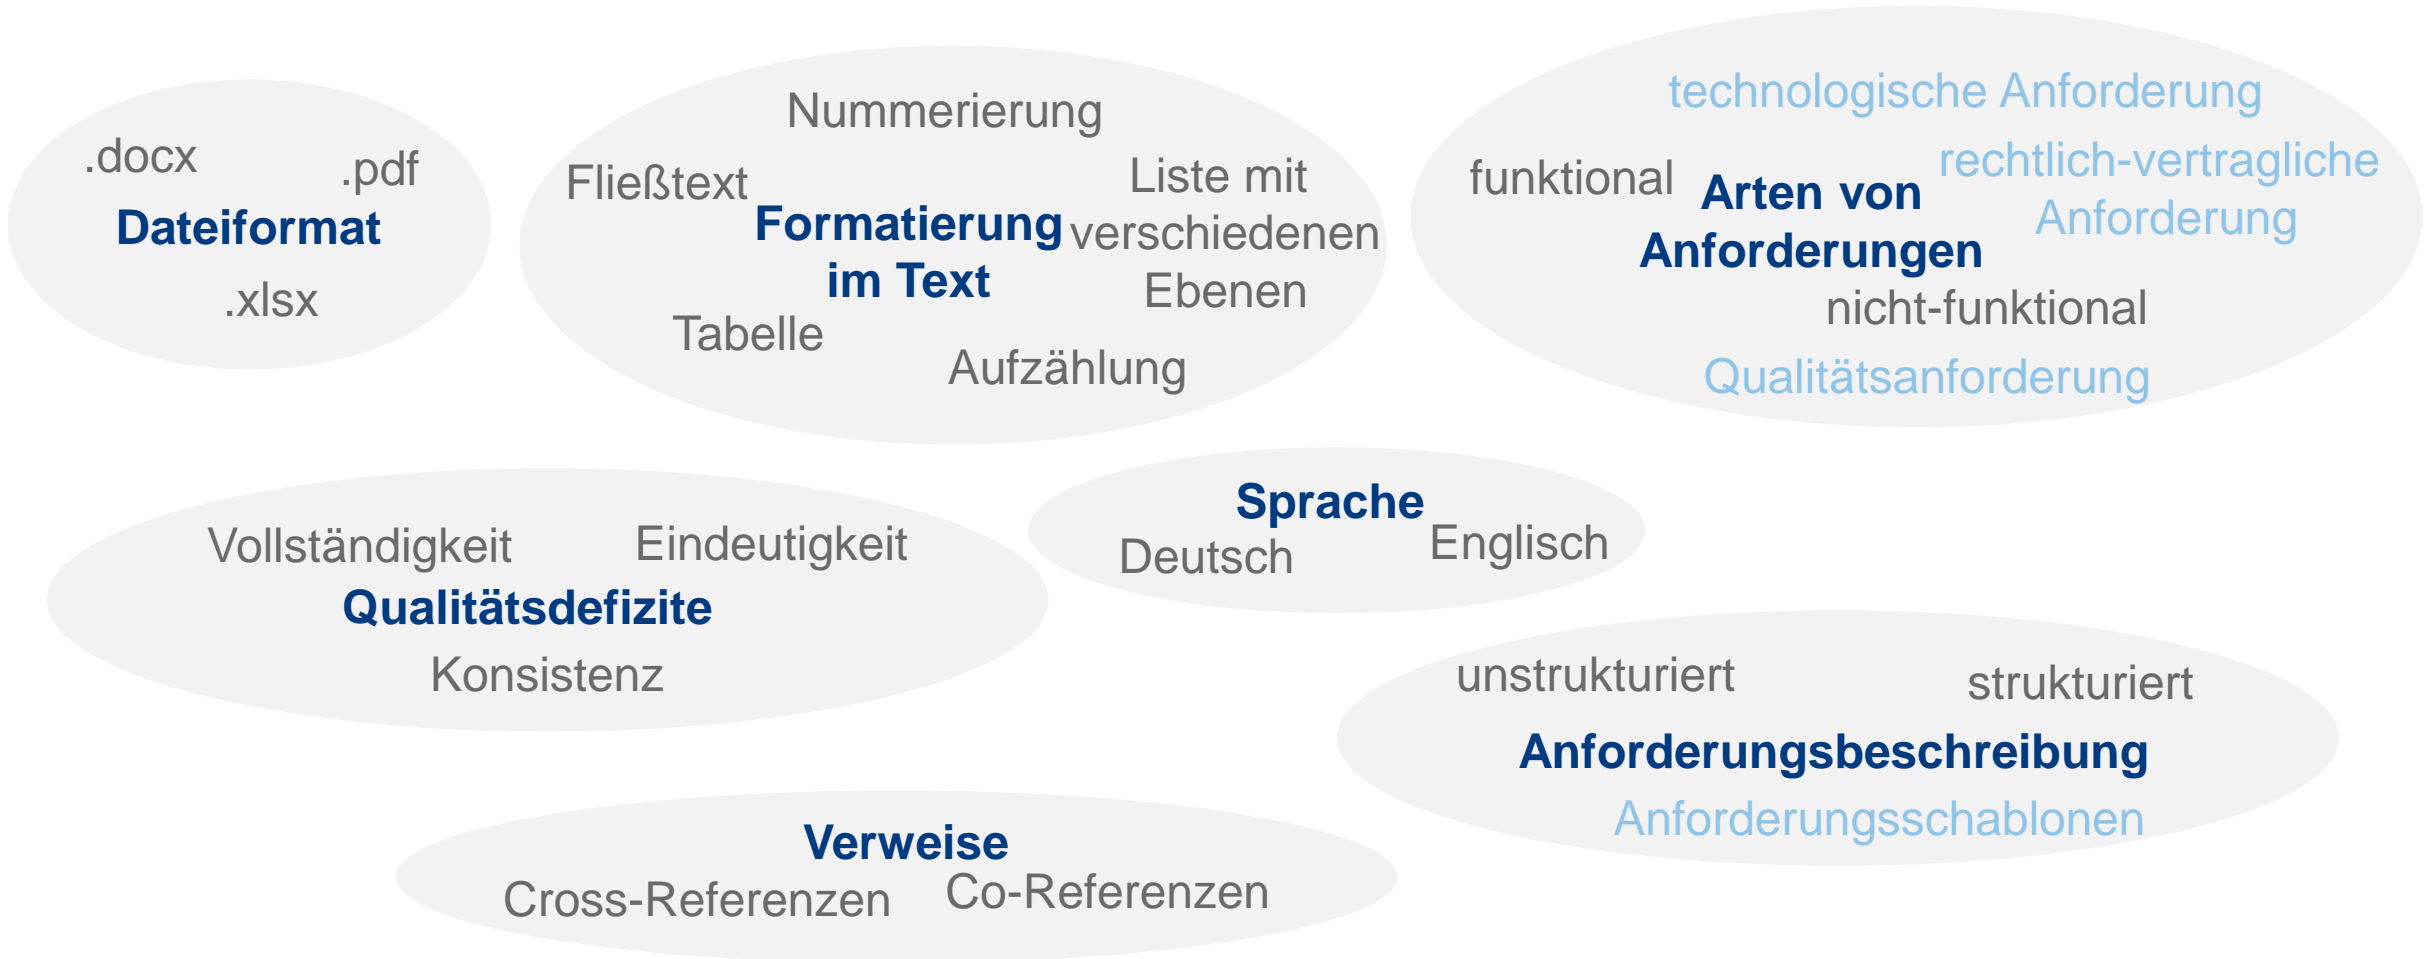 .docx
.pdf
Dateiformat
.xlsx
Nummerierung
Fließtext
Liste mit
verschiedenen
Ebenen
Formatierung
im Text
Tabelle
Aufzählung
technologische Anforderung
funktional
rechtlich-vertragliche
Anforderung
Arten von
Anforderungen
nicht-funktional
Qualitätsanforderung
Vollständigkeit
Eindeutigkeit
Qualitätsdefizite
Konsistenz
Sprache
Deutsch
Englisch
unstrukturiert
strukturiert
Anforderungsbeschreibung
Anforderungsschablonen
Verweise
Cross-Referenzen
Co-Referenzen